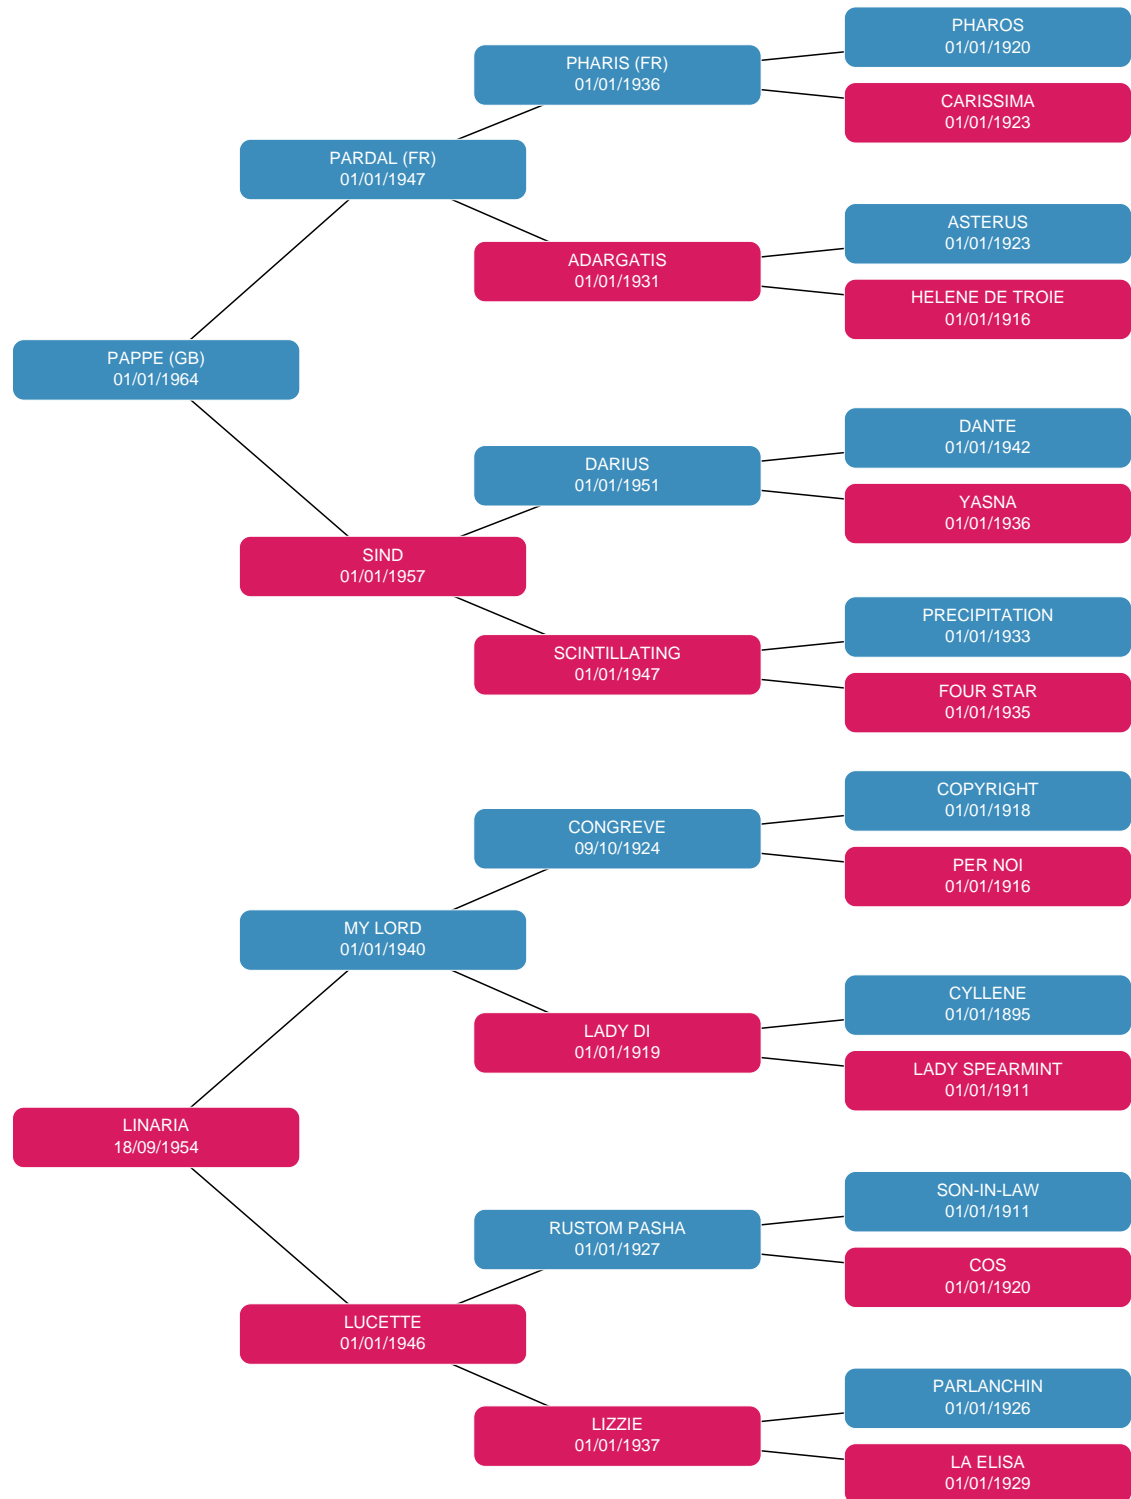 PHAROS
01/01/1920
PHARIS (FR)
01/01/1936
CARISSIMA
01/01/1923
PARDAL (FR)
01/01/1947
ASTERUS
01/01/1923
ADARGATIS
01/01/1931
HELENE DE TROIE
01/01/1916
PAPPE (GB)
01/01/1964
DANTE
01/01/1942
DARIUS
01/01/1951
YASNA
01/01/1936
SIND
01/01/1957
PRECIPITATION
01/01/1933
SCINTILLATING
01/01/1947
FOUR STAR
01/01/1935
COPYRIGHT
01/01/1918
CONGREVE
09/10/1924
PER NOI
01/01/1916
MY LORD
01/01/1940
CYLLENE
01/01/1895
LADY DI
01/01/1919
LADY SPEARMINT
01/01/1911
LINARIA
18/09/1954
SON-IN-LAW
01/01/1911
RUSTOM PASHA
01/01/1927
COS
01/01/1920
LUCETTE
01/01/1946
PARLANCHIN
01/01/1926
LIZZIE
01/01/1937
LA ELISA
01/01/1929